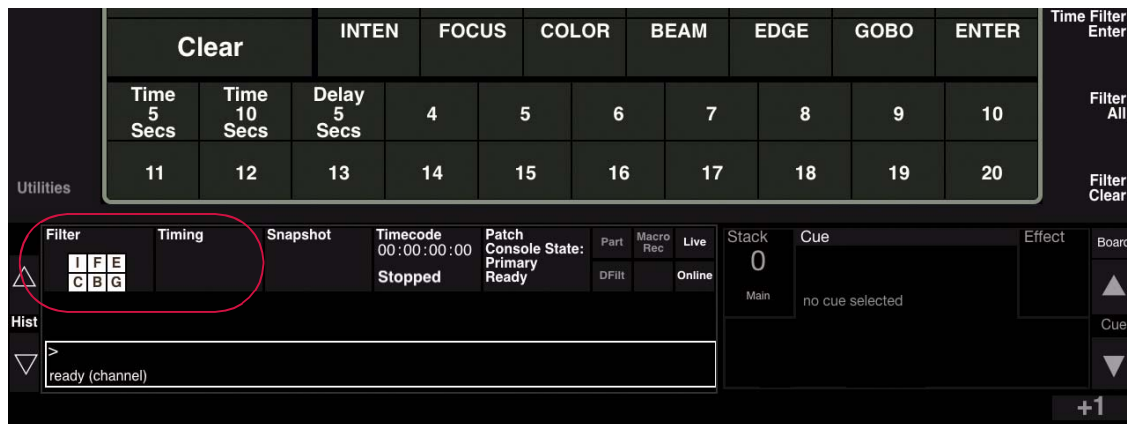 Clear
INTEN FOCUS COLOR BEAM EDGE GOBO ENTER
Time Filter
Enter
Time
5
Secs
Time
10
Secs
Delay
5
Secs
4 5 6 7 8 9 10
Filter
All
11 12 13 14 15 16 17 18 19 20
Utilities
Filter
Clear
Filter
I F E
C B G
Timing
Snapshot
Timecode
00:00:00:00
Stopped
Patch
Console State:
Primary
Ready
Part
Macro
Rec
Live
DFilt
Online
Stack
0
Main
Cue
no cue selected
Effect
Board
Hist
Cue
>
ready (channel)
+1